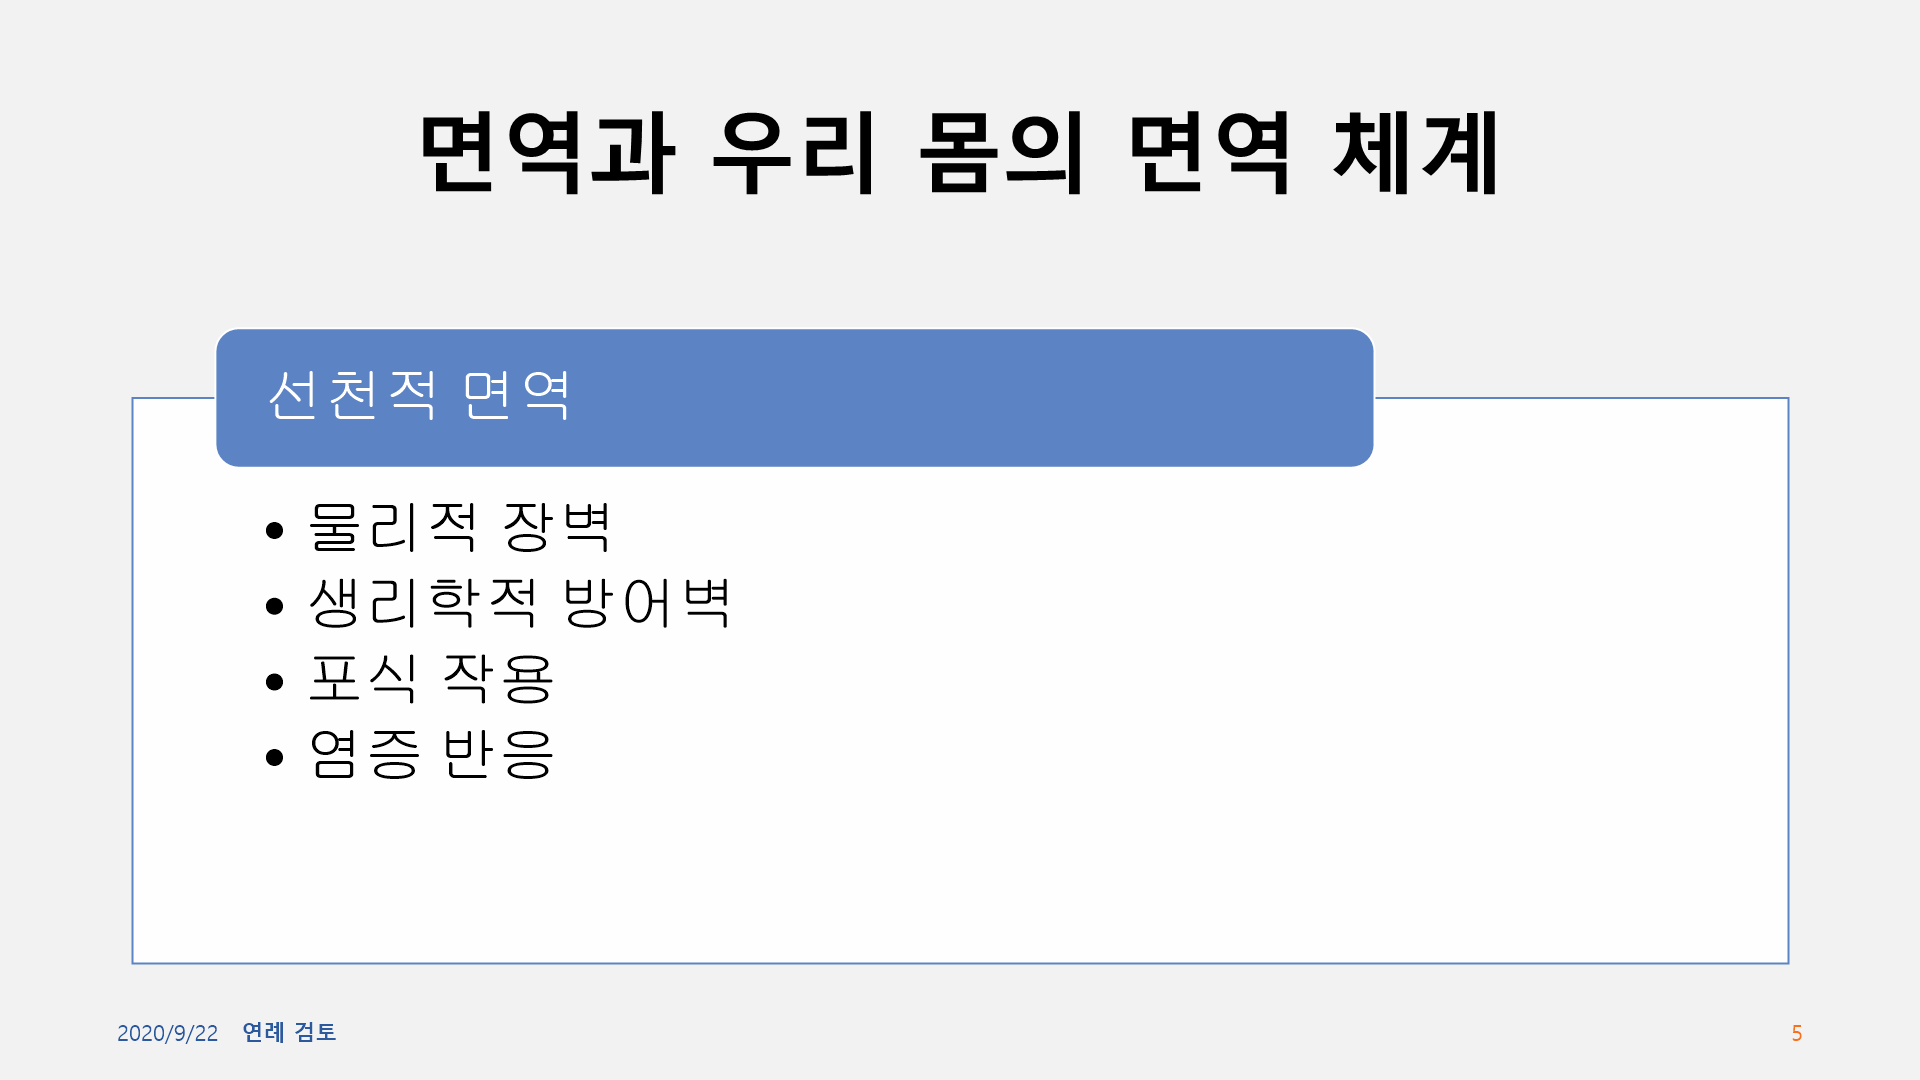 면역과 우리 몸의 면역 체계
선천적 면역
• 물리적 장벽
• 생리학적 방어벽
• 포식 작용
• 염증 반응
2020/9/22 연례 검토 5